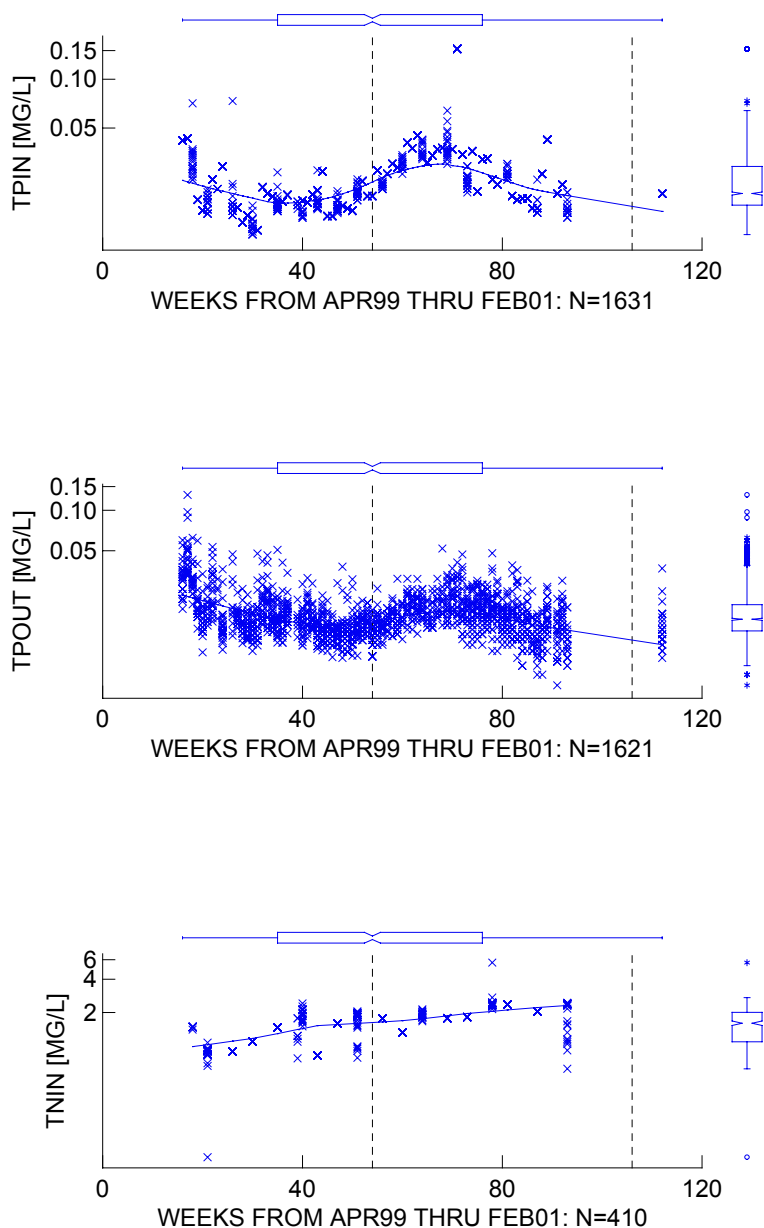 0.15
0.10
0.05
TPIN [MG/L]
0 40 80 120
WEEKS FROM APR99 THRU FEB01: N=1631
0.15
0.10
0.05
TPOUT [MG/L]
0 40 80 120
WEEKS FROM APR99 THRU FEB01: N=1621
6
4
2
TNIN [MG/L]
0 40 80 120
WEEKS FROM APR99 THRU FEB01: N=410